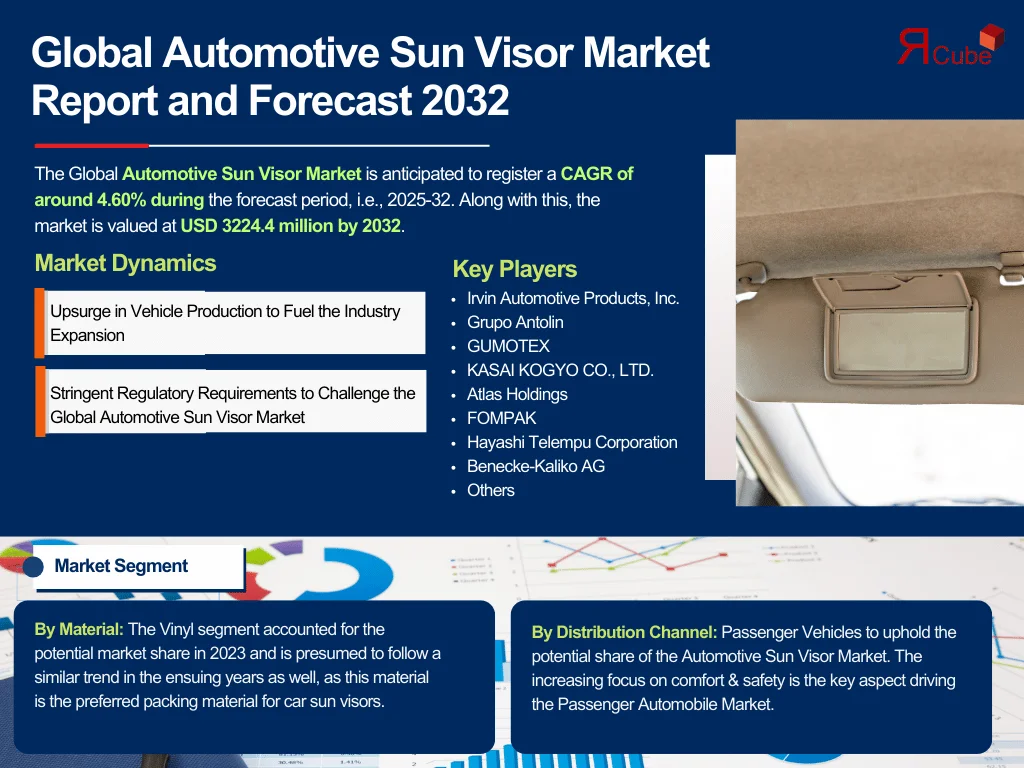 Global Automotive Sun Visor Market
Report and Forecast 2032
ЯCube
The Global Automotive Sun Visor Market is anticipated to register a CAGR of
around 4.60% during the forecast period, i.e., 2025-32. Along with this, the
market is valued at USD 3224.4 million by 2032.
Market Dynamics
Upsurge in Vehicle Production to Fuel the Industry
Expansion
Stringent Regulatory Requirements to Challenge the
Global Automotive Sun Visor Market
Key Players
• Irvin Automotive Products, Inc.
• Grupo Antolin
• GUMOTEX
• KASAI KOGYO CO., LTD.
• Atlas Holdings
• FOMPAK
• Hayashi Telempu Corporation
• Benecke-Kaliko AG
• Others
Market Segment
By Material: The Vinyl segment accounted for the
potential market share in 2023 and is presumed to follow a
similar trend in the ensuing years as well, as this material
is the preferred packing material for car sun visors.
By Distribution Channel: Passenger Vehicles to uphold the
potential share of the Automotive Sun Visor Market. The
increasing focus on comfort & safety is the key aspect driving
the Passenger Automobile Market.